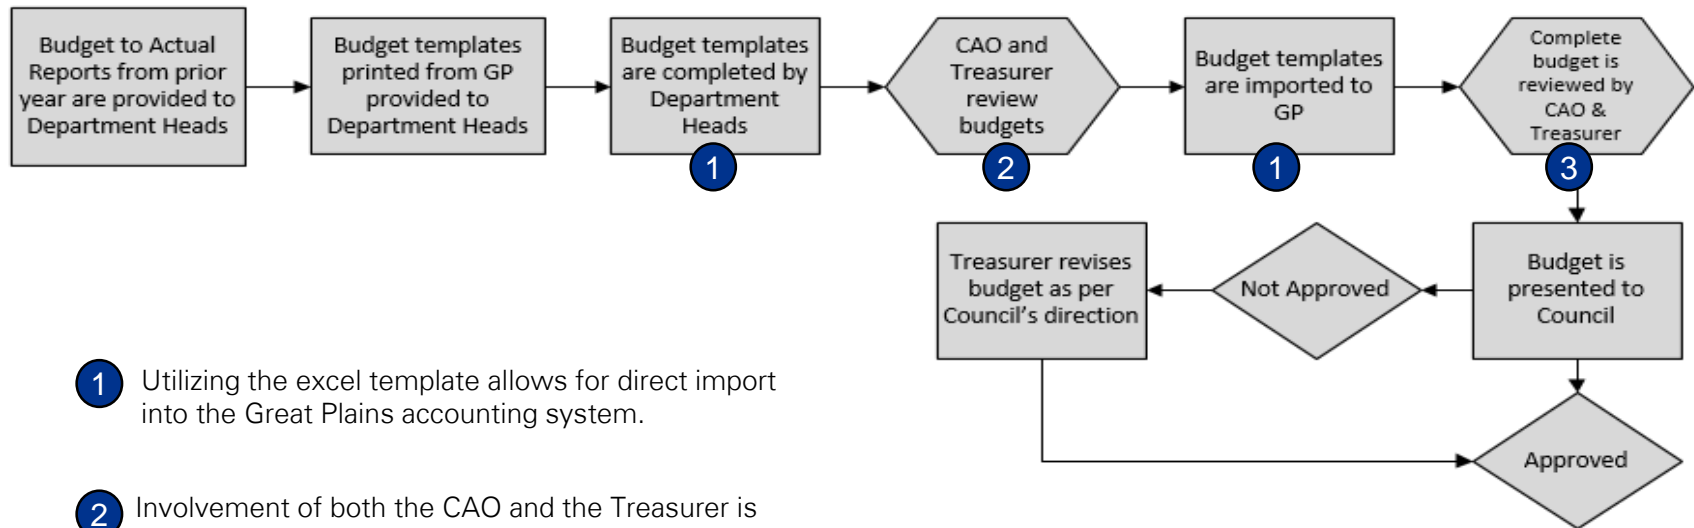 Budget to Actual
Reports from prior
year are provided to
Department Heads
Budget templates
printed from GP
provided to
Department Heads
Budget templates
are completed by
Department
Heads
1
CAO and
Treasurer
review
budgets
2
Budget templates
are imported to
GP
1
Complete
budget is
reviewed by
CAO &
Treasurer
3
Treasurer revises
budget as per
Council's direction
Not Approved
Budget is
presented to
Council
Approved
1
Utilizing the excel template allows for direct import
into the Great Plains accounting system.
2
Involvement of both the CAO and the Treasurer is